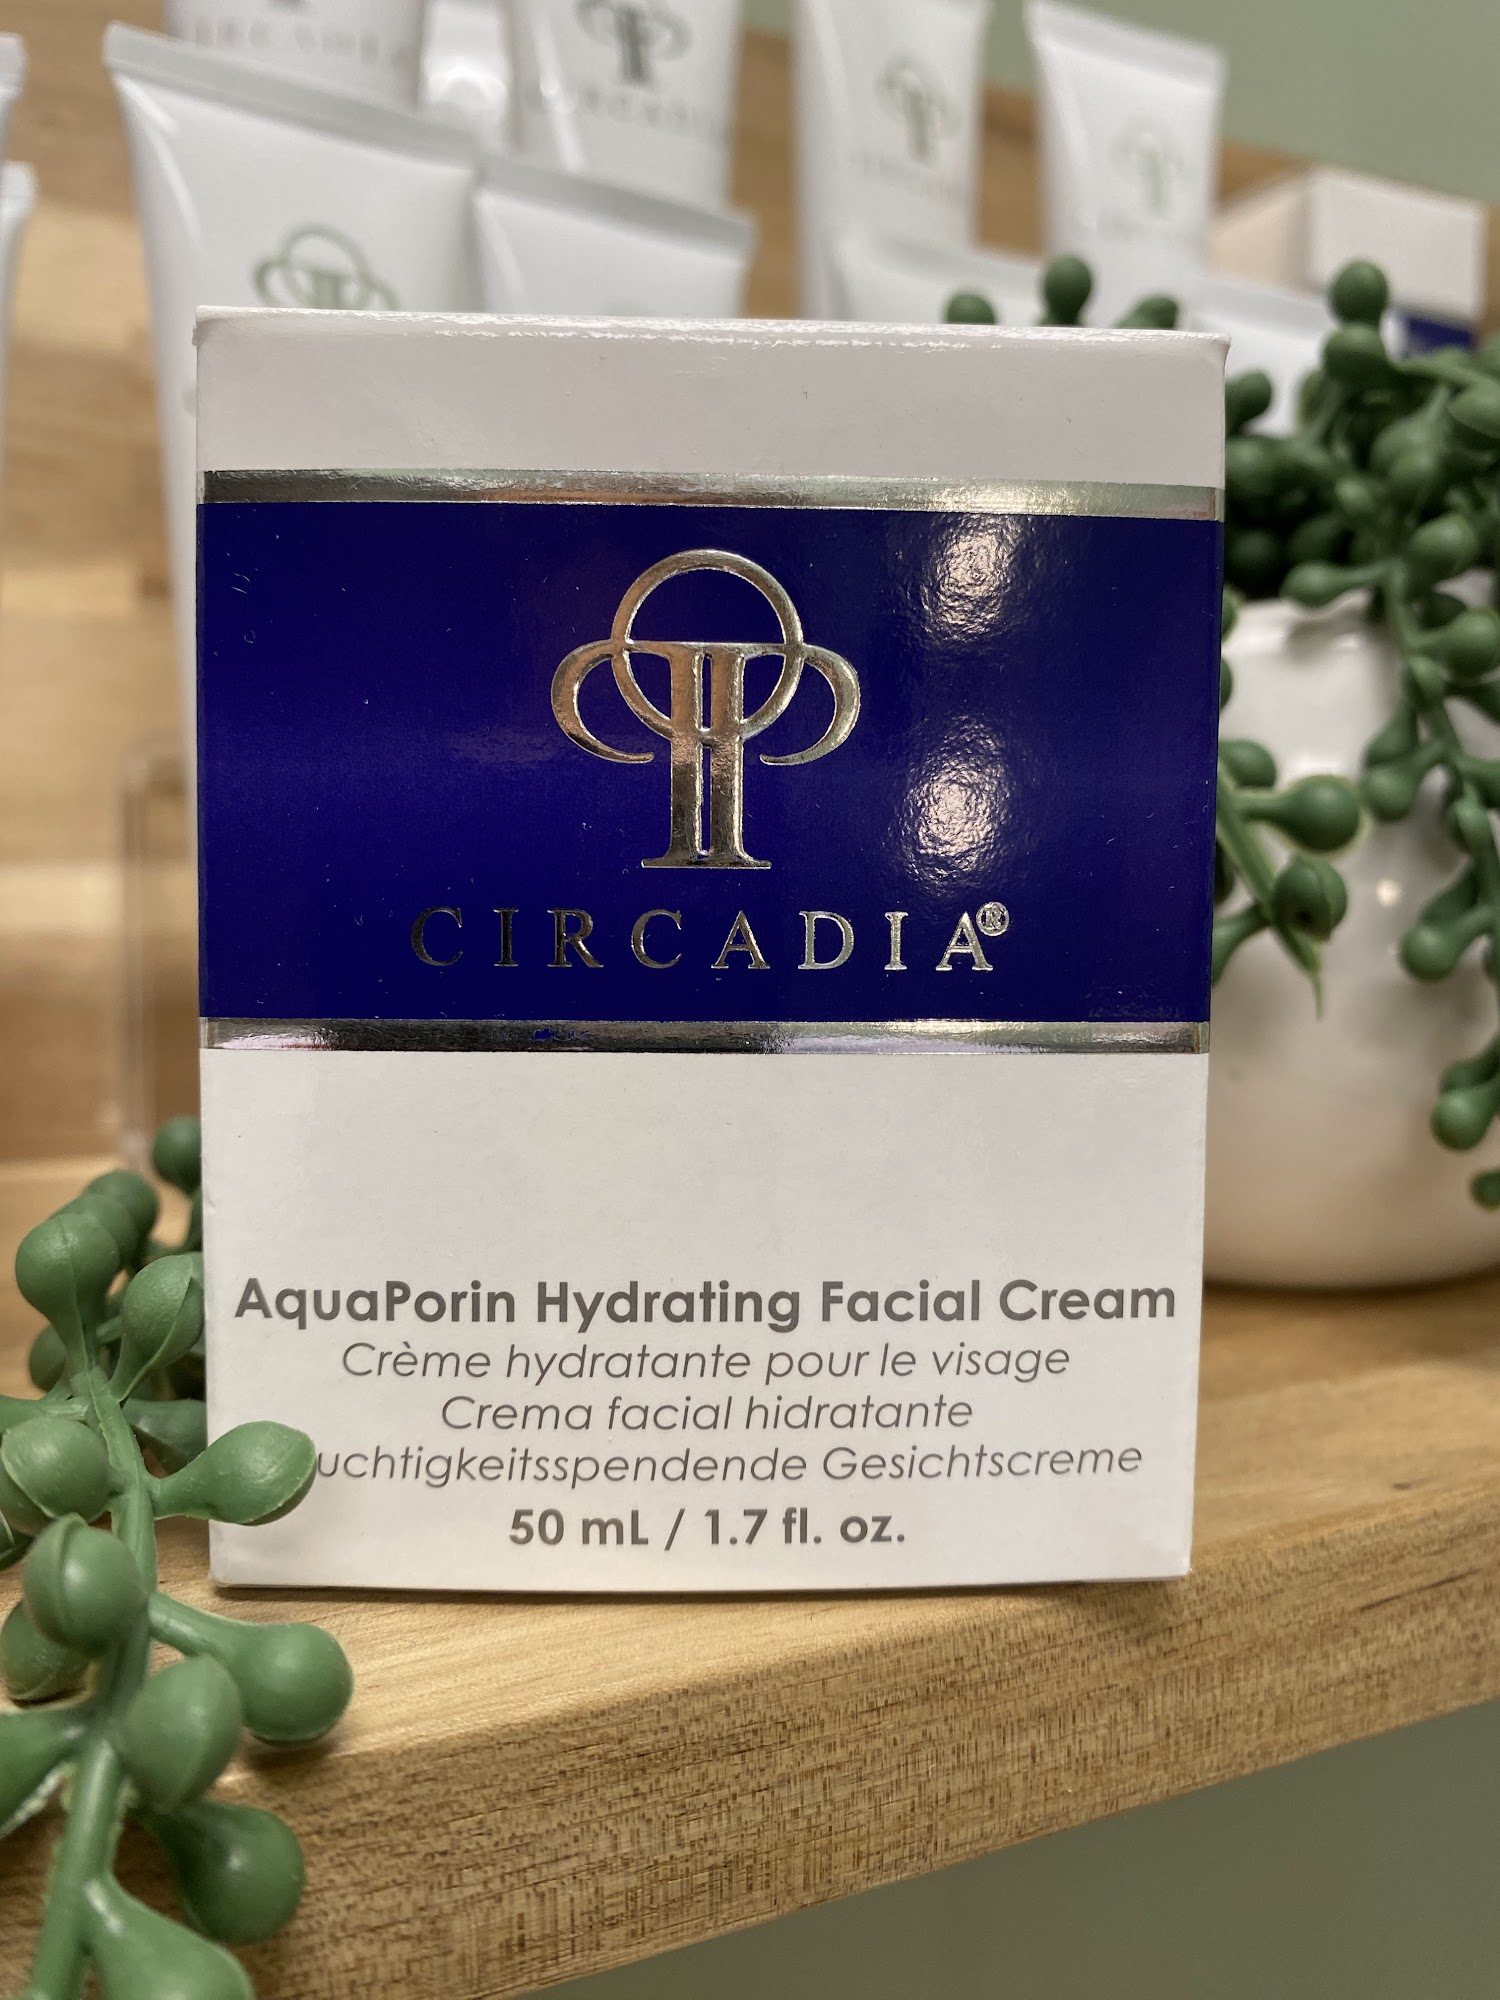 CIRCADIA
CIRCADIA®
AquaPorin Hydrating Facial Cream
Crème hydratante pour le visage
Crema facial hidratante
uchtigkeitsspendende Gesichtscreme
50 mL / 1.7 fl. oz.